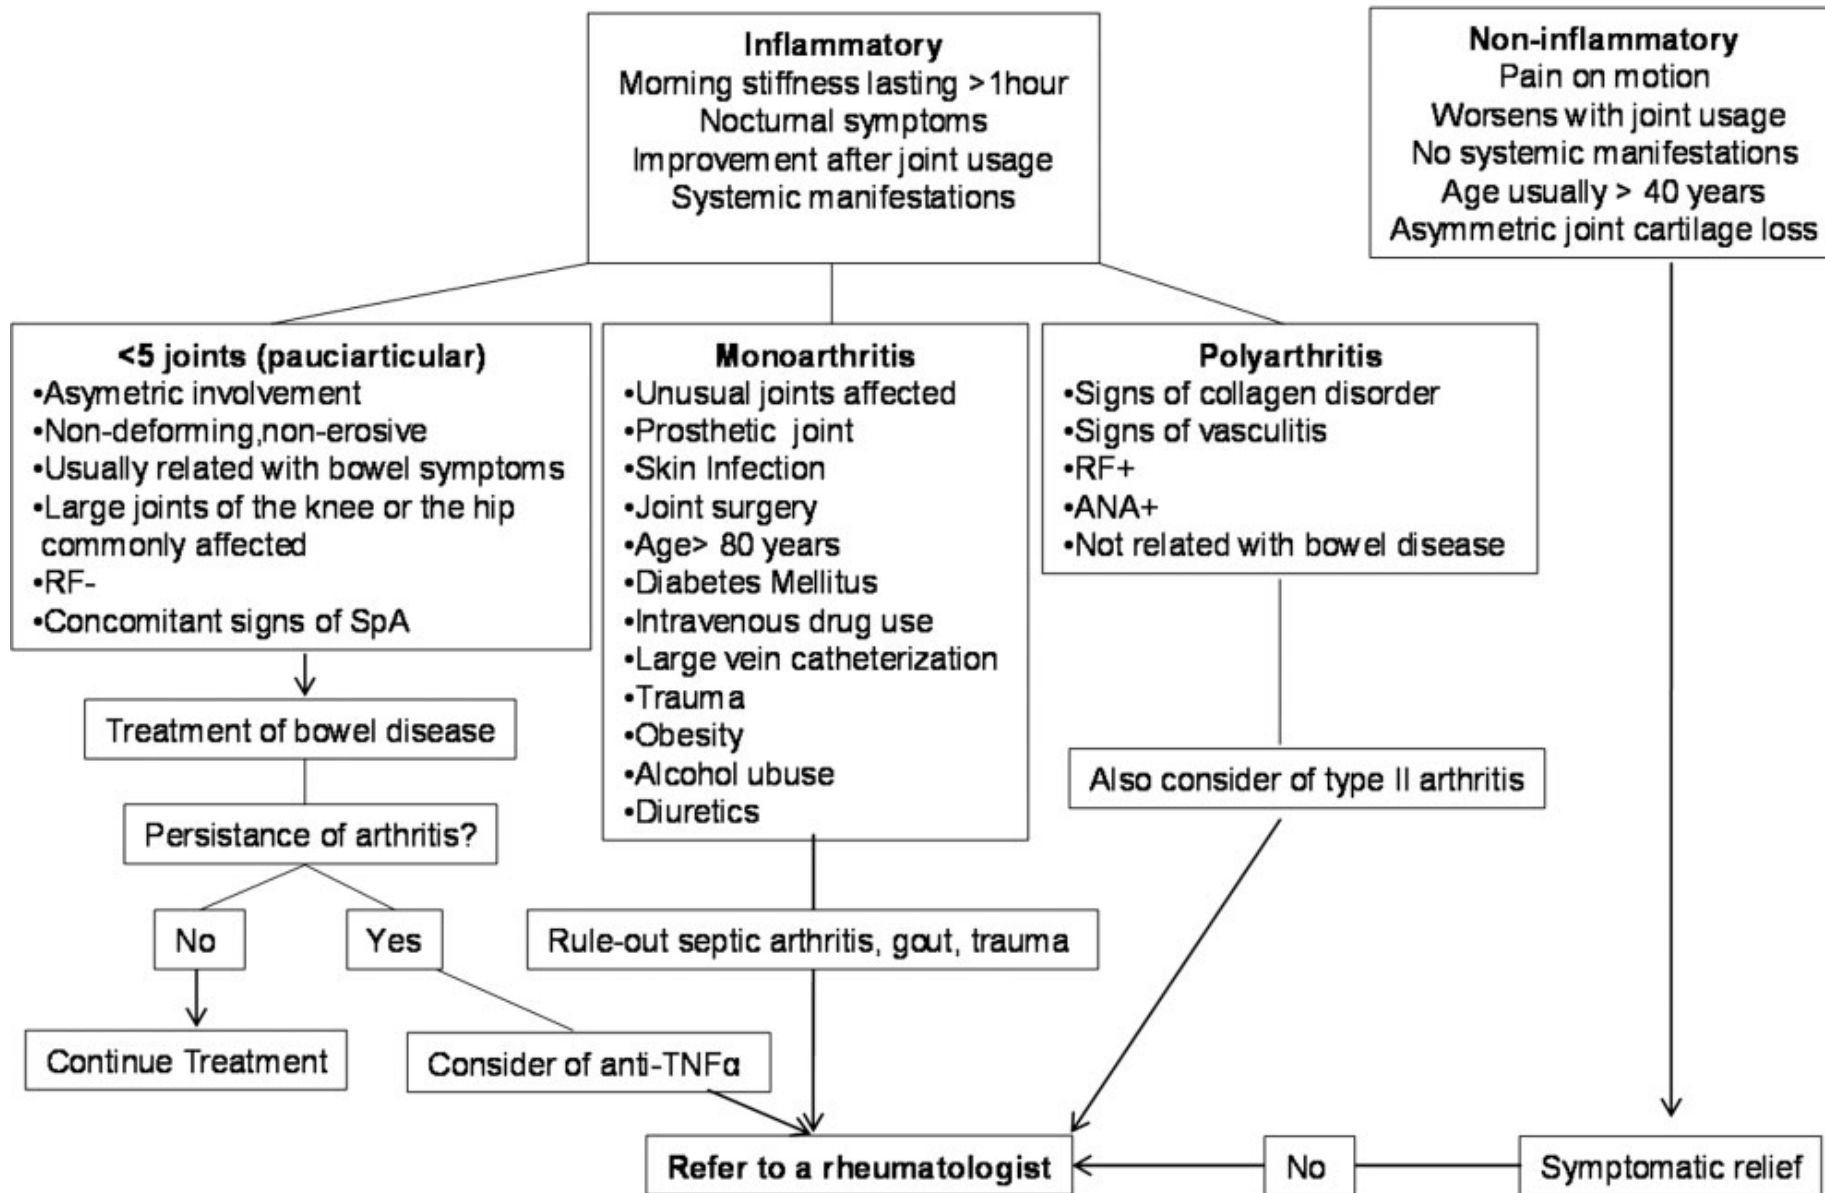 Inflammatory
Morning stiffness lasting >1hour
Nocturnal symptoms
Improvement after joint usage
Systemic manifestations
Non-inflammatory
Pain on motion
Worsens with joint usage
No systemic manifestations
Age usually > 40 years
Asymmetric joint cartilage loss
<5 joints (pauciarticular)
•Asymetric involvement
•Non-deforming,non-erosive
•Usually related with bowel symptoms
•Large joints of the knee or the hip
commonly affected
•RF-
•Concomitant signs of SpA
Monoarthritis
•Unusual joints affected
•Prosthetic joint
•Skin Infection
•Joint surgery
•Age> 80 years
•Diabetes Mellitus
•Intravenous drug use
•Large vein catheterization
•Trauma
•Obesity
•Alcohol ubuse
•Diuretics
Polyarthritis
•Signs of collagen disorder
•Signs of vasculitis
•RF+
•ANA+
•Not related with bowel disease
Treatment of bowel disease
Also consider of type II arthritis
Persistance of arthritis?
No
Yes
Rule-out septic arthritis, gout, trauma
Continue Treatment
Consider of anti-TNFα
Refer to a rheumatologist
No
Symptomatic relief